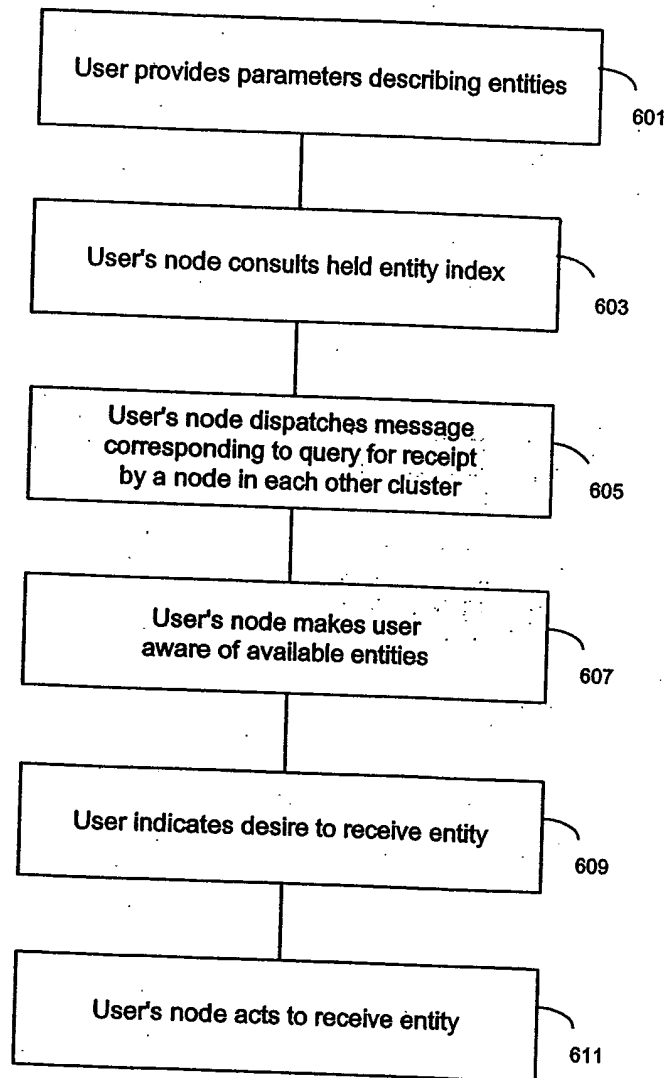 User provides parameters describing entities
601
User's node consults held entity index
603
User's node dispatches message
corresponding to query for receipt
by a node in each other cluster
605
User's node makes user
aware of available entities
607
User indicates desire to receive entity
609
User's node acts to receive entity
611